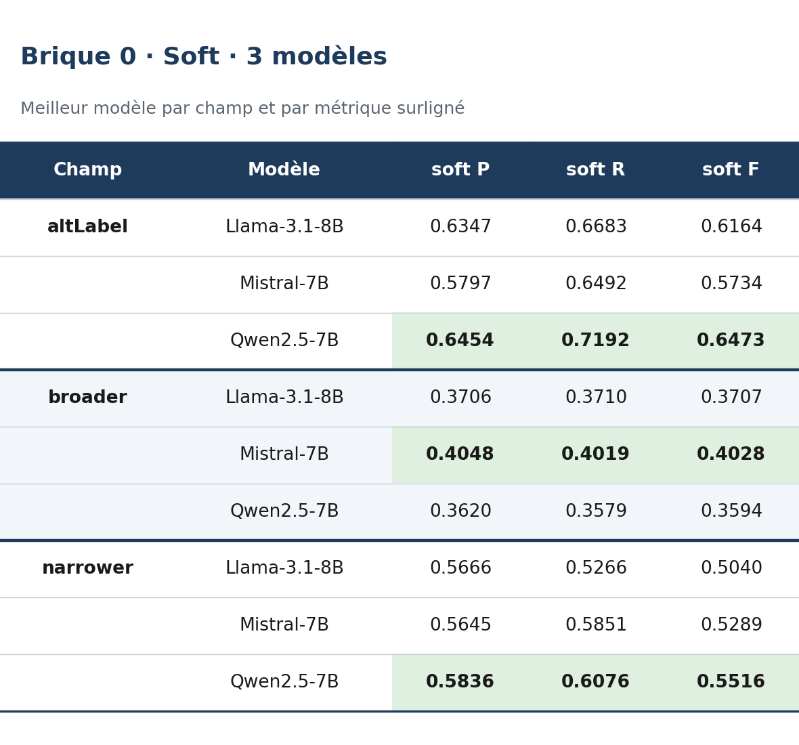 Brique 0 · Soft · 3 modèles
Meilleur modèle par champ et par métrique surligné
Champ Modèle soft P soft R soft F
altLabel Llama-3.1-8B 0.6347 0.6683 0.6164
Mistral-7B 0.5797 0.6492 0.5734
Qwen2.5-7B 0.6454 0.7192 0.6473
broader Llama-3.1-8B 0.3706 0.3710 0.3707
Mistral-7B 0.4048 0.4019 0.4028
Qwen2.5-7B 0.3620 0.3579 0.3594
narrower Llama-3.1-8B 0.5666 0.5266 0.5040
Mistral-7B 0.5645 0.5851 0.5289
Qwen2.5-7B 0.5836 0.6076 0.5516